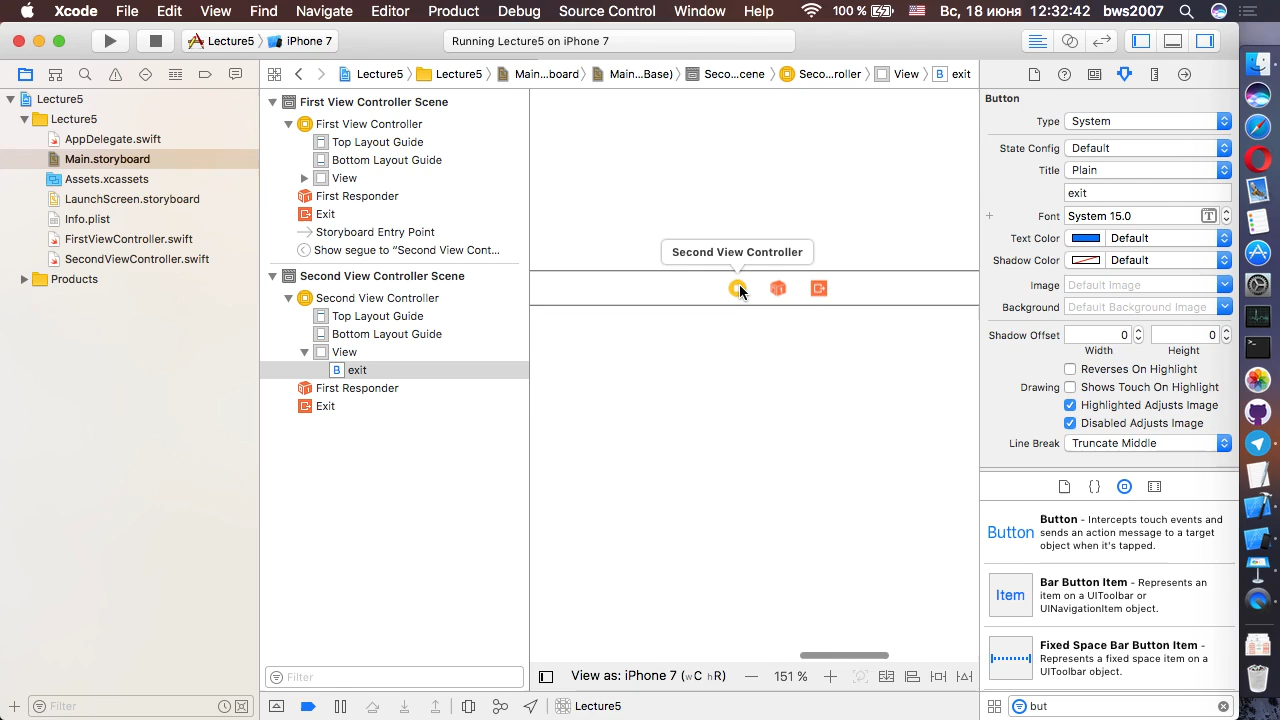 Xcode File Edit View Find Navigate Editor Product Debug Source Control Window Help 100 % Вс, 18 июня 12:32:42 bws2007
Lecture5 iPhone 7 Running Lecture5 on iPhone 7
Lecture5 Lecture5 Main....board Main...Base) Seco...cene Seco...roller View B exit
Lecture5
Lecture5
AppDelegate.swift
Main.storyboard
Assets.xcassets
LaunchScreen.storyboard
Info.plist
FirstViewController.swift
SecondViewController.swift
Products
Filter
First View Controller Scene
First View Controller
Top Layout Guide
Bottom Layout Guide
View
First Responder
Exit
Storyboard Entry Point
Show segue to “Second View Cont...
Second View Controller Scene
Second View Controller
Top Layout Guide
Bottom Layout Guide
View
B exit
First Responder
Exit
Filter
Second View Controller
View as: iPhone 7 (wC hR) — 151 % +
Lecture5
Button
Type System
State Config Default
Title Plain
exit
Font System 15.0 T
Text Color Default
Shadow Color Default
Image Default Image
Background Default Background Image
Shadow Offset 0 0
Width Height
Reverses On Highlight
Drawing Shows Touch On Highlight
Highlighted Adjusts Image
Disabled Adjusts Image
Line Break Truncate Middle
Button
Button - Intercepts touch events and
sends an action message to a target
object when it's tapped.
Item
Bar Button Item - Represents an
item on a UIToolbar or
UINavigationItem object.
Fixed Space Bar Button Item -
Represents a fixed space item on a
UIToolbar object.
but